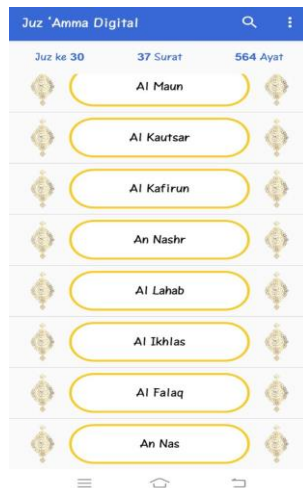 Juz 'Amma Digital
Juz ke 30 37 Surat 564 Ayat
Al Maun
Al Kautsar
Al Kafirun
An Nashr
Al Lahab
Al Ikhlas
Al Falaq
An Nas